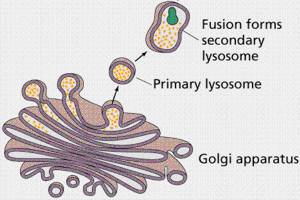 Fusion forms
secondary
lysosome
Primary lysosome
Golgi apparatus